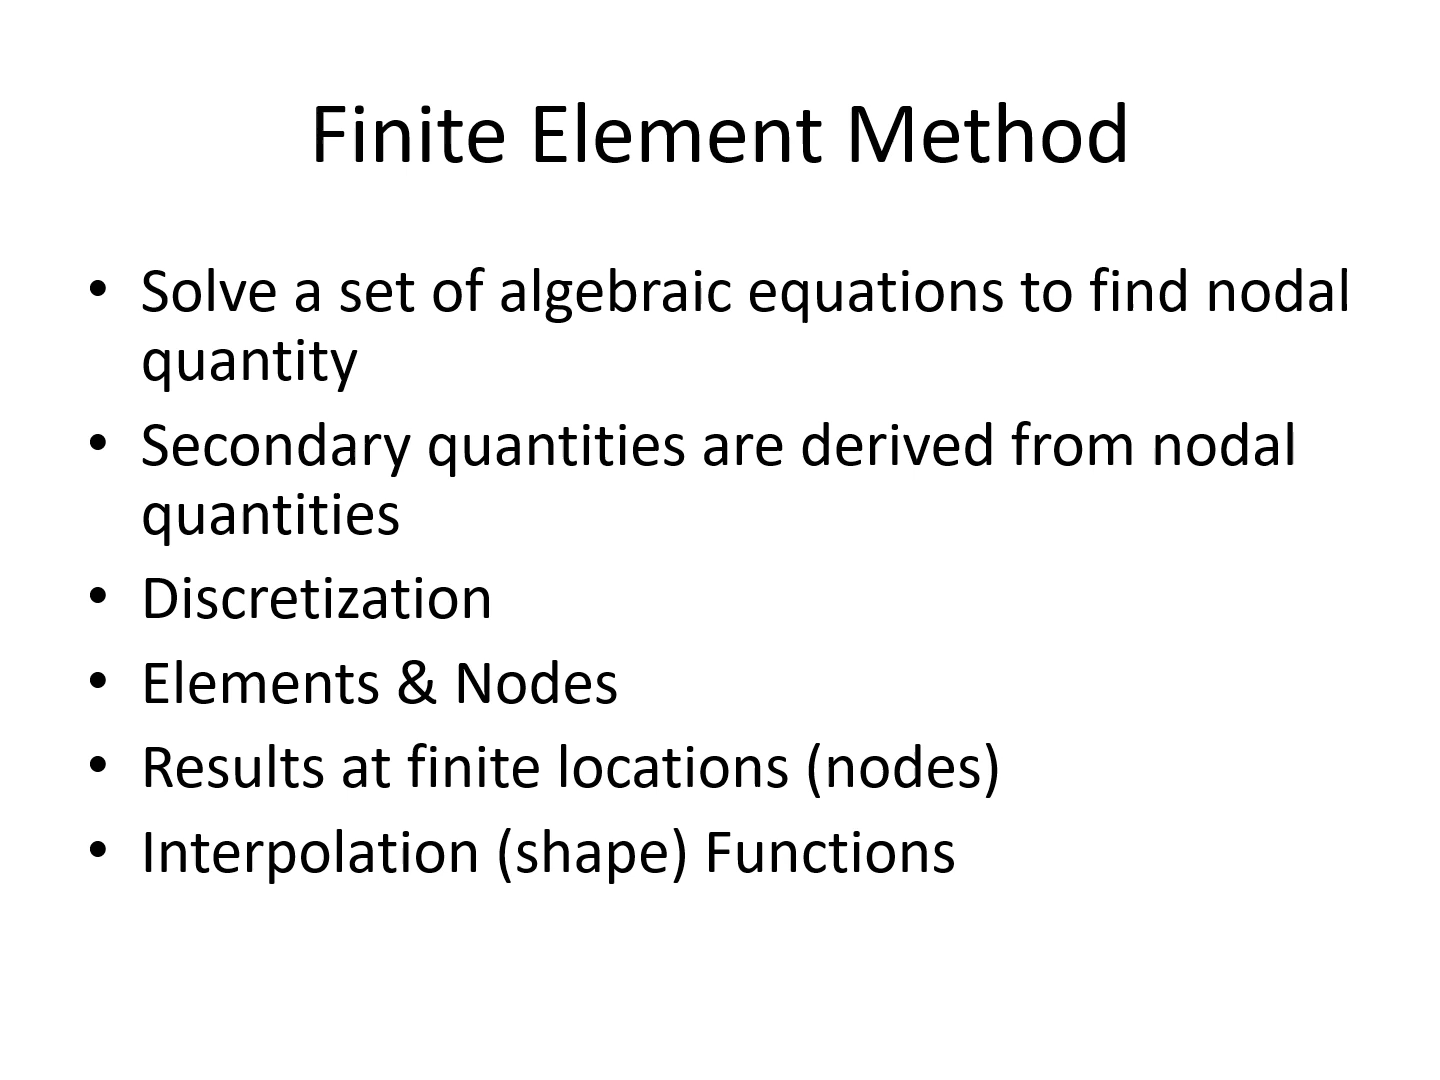 Finite Element Method
• Solve a set of algebraic equations to find nodal
quantity
• Secondary quantities are derived from nodal
quantities
• Discretization
• Elements & Nodes
• Results at finite locations (nodes)
• Interpolation (shape) Functions